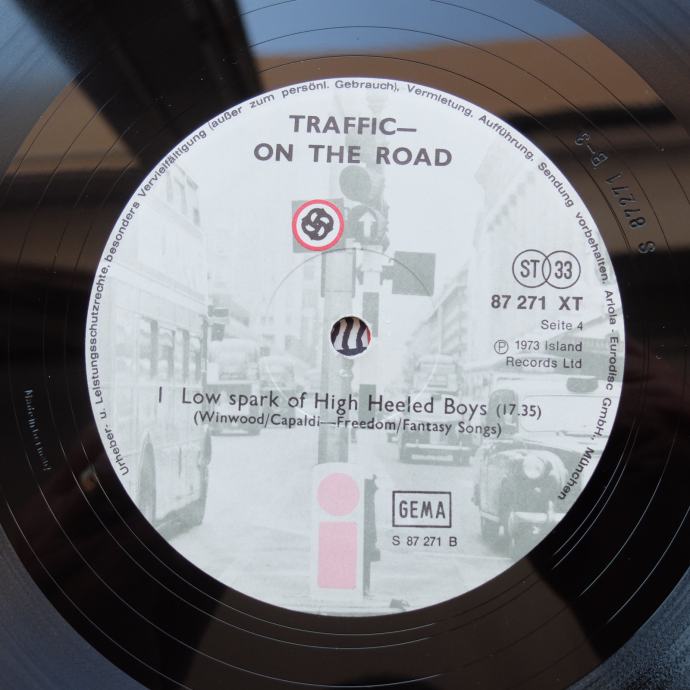 Urheber- u. Leistungsschutzrechte, besonders Vervielfältigung (außer zum persönl. Gebrauch), Vermietung, Aufführung, Sendung vorbehalten. Ariola-Eurodisc GmbH, München
TRAFFIC—
ON THE ROAD
ST 33
87 271 XT
Seite 4
Ⓟ 1973 Island
Records Ltd
1 Low spark of High Heeled Boys (17.35)
(Winwood/Capaldi—Freedom/Fantasy Songs)
GEMA
S 87 271 B
S 87271 B-3